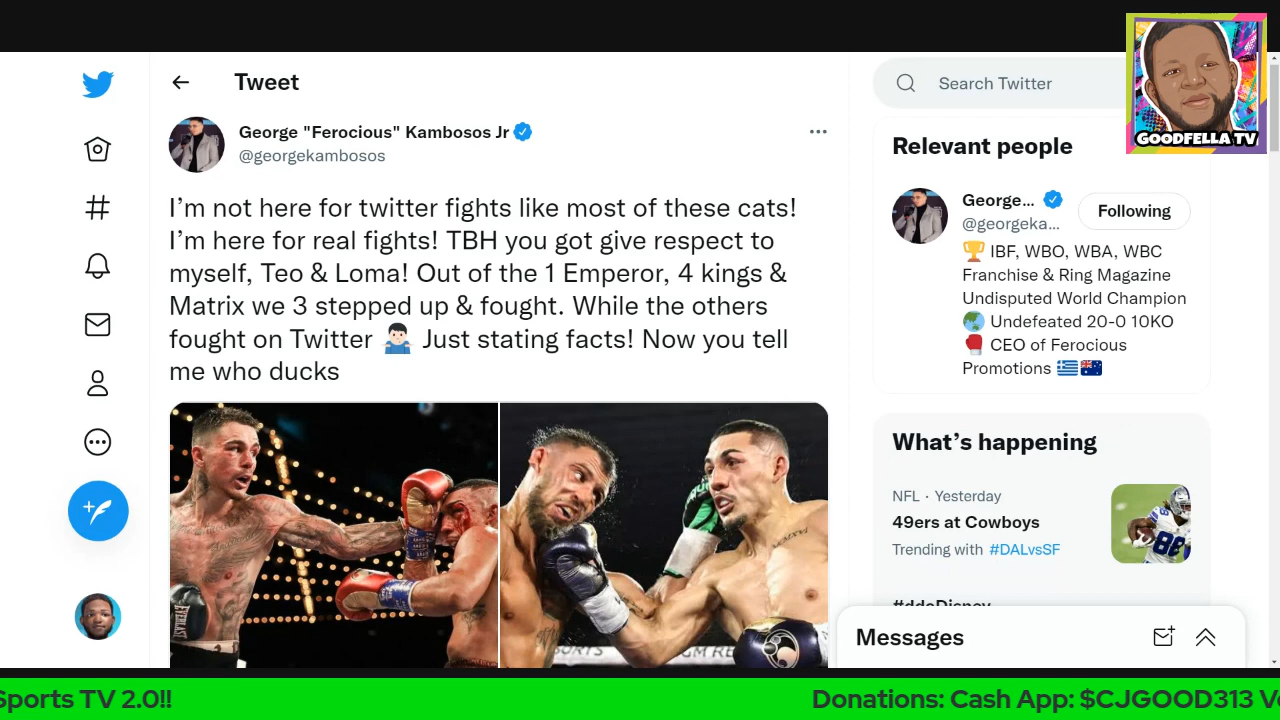 GOODFELLA TV
Tweet
Search Twitter
George "Ferocious" Kambosos Jr
@georgekambosos
I'm not here for twitter fights like most of these cats!
I'm here for real fights! TBH you got give respect to
myself, Teo & Loma! Out of the 1 Emperor, 4 kings &
Matrix we 3 stepped up & fought. While the others
fought on Twitter 🤷🏻‍♂️ Just stating facts! Now you tell
me who ducks
EVERLAST
Relevant people
George...
@georgeka...
Following
🏆 IBF, WBO, WBA, WBC
Franchise & Ring Magazine
Undisputed World Champion
🌏 Undefeated 20-0 10KO
🥊 CEO of Ferocious
Promotions 🇬🇷🇦🇺
What's happening
NFL · Yesterday
49ers at Cowboys
Trending with #DALvsSF
88
Messages
Sports TV 2.0!!
Donations: Cash App: $CJGOOD313 V